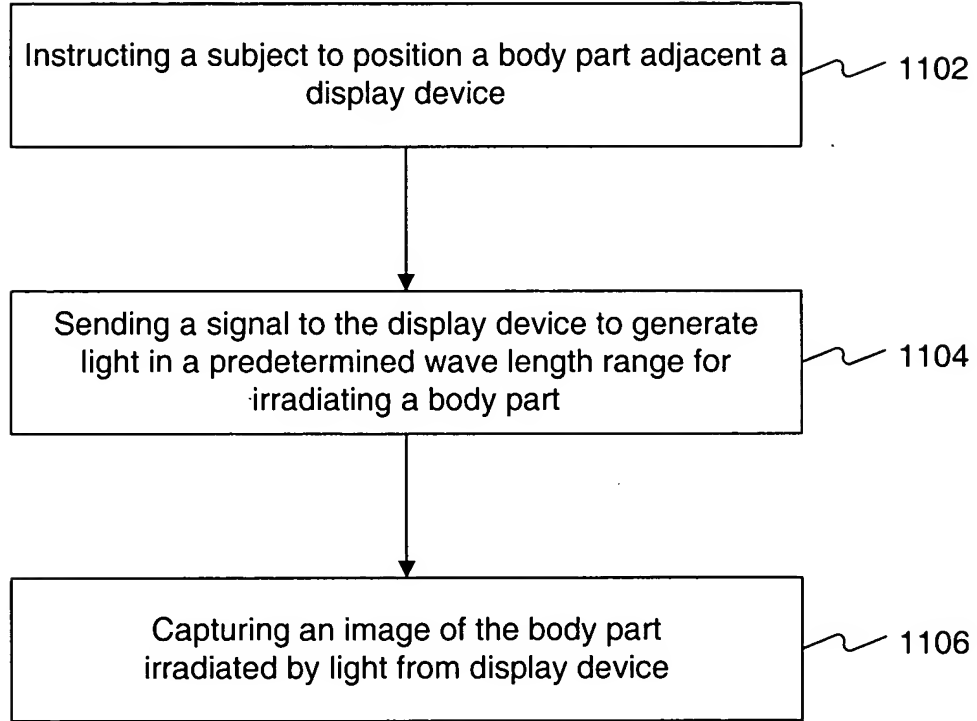 Instructing a subject to position a body part adjacent a
display device
1102
Sending a signal to the display device to generate
light in a predetermined wave length range for
irradiating a body part
1104
Capturing an image of the body part
irradiated by light from display device
1106